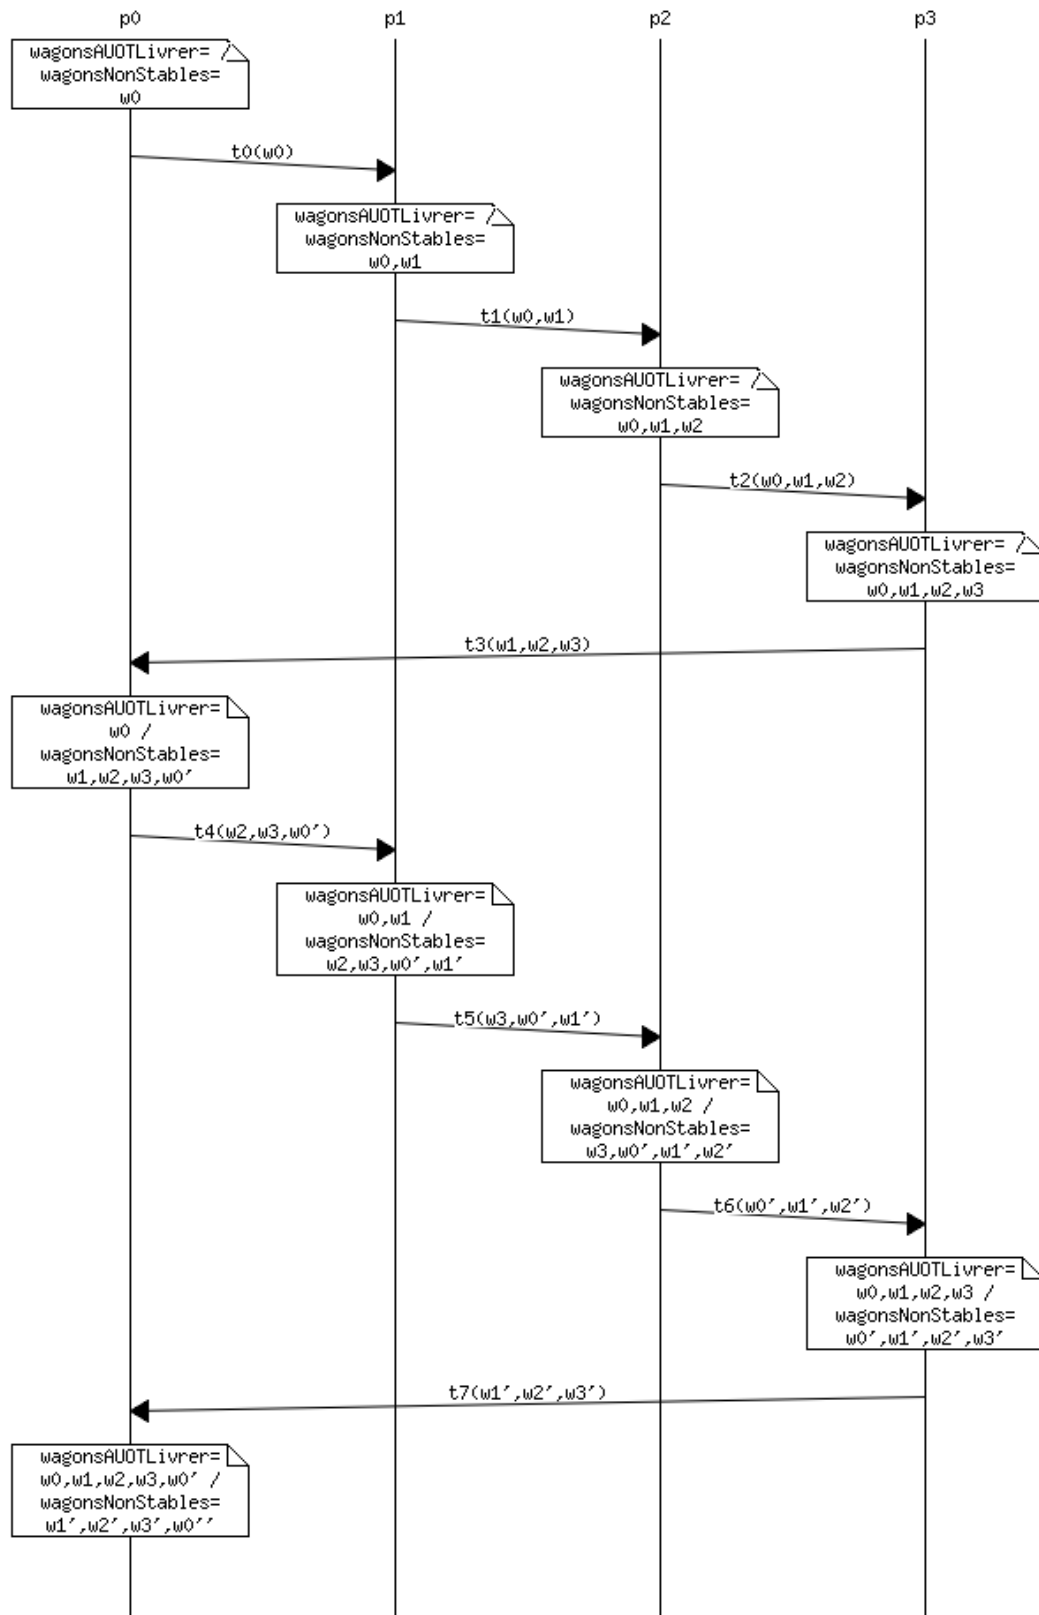 p0 p1 p2 p3
wagonsAUOTLivrer= /
wagonsNonStables=
w0
t0(w0)
wagonsAUOTLivrer= /
wagonsNonStables=
w0,w1
t1(w0,w1)
wagonsAUOTLivrer= /
wagonsNonStables=
w0,w1,w2
t2(w0,w1,w2)
wagonsAUOTLivrer= /
wagonsNonStables=
w0,w1,w2,w3
t3(w1,w2,w3)
wagonsAUOTLivrer=
w0 /
wagonsNonStables=
w1,w2,w3,w0'
t4(w2,w3,w0')
wagonsAUOTLivrer=
w0,w1 /
wagonsNonStables=
w2,w3,w0',w1'
t5(w3,w0',w1')
wagonsAUOTLivrer=
w0,w1,w2 /
wagonsNonStables=
w3,w0',w1',w2'
t6(w0',w1',w2')
wagonsAUOTLivrer=
w0,w1,w2,w3 /
wagonsNonStables=
w0',w1',w2',w3'
t7(w1',w2',w3')
wagonsAUOTLivrer=
w0,w1,w2,w3,w0' /
wagonsNonStables=
w1',w2',w3',w0''